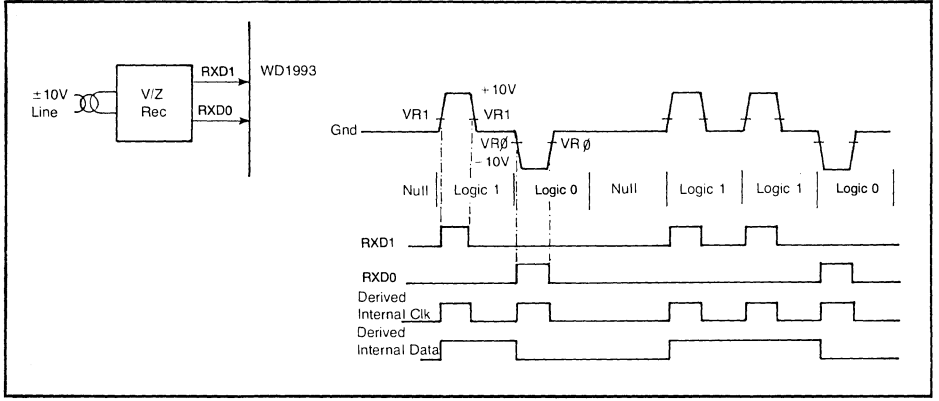 RXD1
WD1993
±10V
Line
V/Z
Rec
RXD0
+10V
VR1
VR1
Gnd
VRØ
VRØ
-10V
Null
Logic 1
Logic 0
Null
Logic 1
Logic 1
Logic 0
RXD1
RXD0
Derived
Internal Clk
Derived
Internal Data